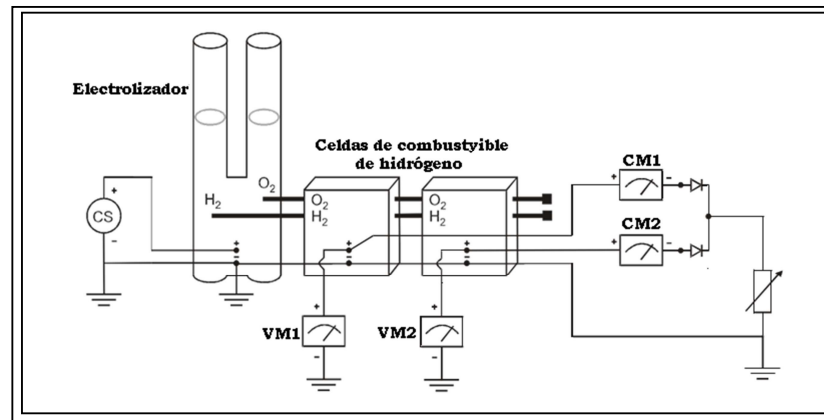 Electrolizador
Celdas de combustyible
de hidrógeno
CM1
+ -
O2
H2
O2
H2
O2
H2
+
CS
-
CM2
+ -
+
-
+
-
+
-
+
VM1
-
+
VM2
-